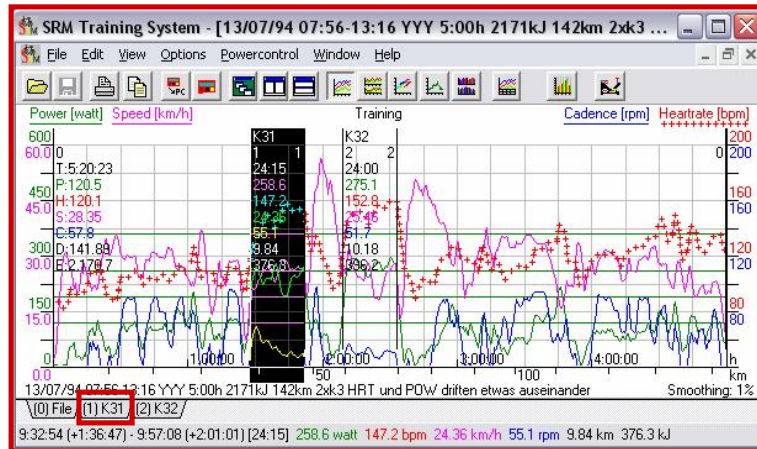 SRM Training System - [13/07/94 07:56-13:16 YYY 5:00h 2171kJ 142km 2xk3 ...
File Edit View Options Powercontrol Window Help
PC
Power [watt] Speed [km/h] Training Cadence [rpm] Heartrate [bpm]
600 K31 K32 200
60.0 0 1 1 2 2 0 200
T:5:20:23 24:15 24:00
P:120.5 258.6 275.1
450 H:120.1 147.2 152.8 160
45.0 S:28.35 24.36 25.46 160
C:57.8 55.1 51.7
300 D:141.89 9.84 10.18 120
30.0 E:2,170.7 376.3 396.2 120
150 80
15.0 80
0 1:00:00 2:00:00 3:00:00 4:00:00 h
0.0 50 100 km
13/07/94 07:56-13:16 YYY 5:00h 2171kJ 142km 2xk3 HRT und POW driften etwas auseinander Smoothing: 1%
(0) File (1) K31 (2) K32
9:32:54 (+1:36:47) - 9:57:08 (+2:01:01) [24:15] 258.6 watt 147.2 bpm 24.36 km/h 55.1 rpm 9.84 km 376.3 kJ